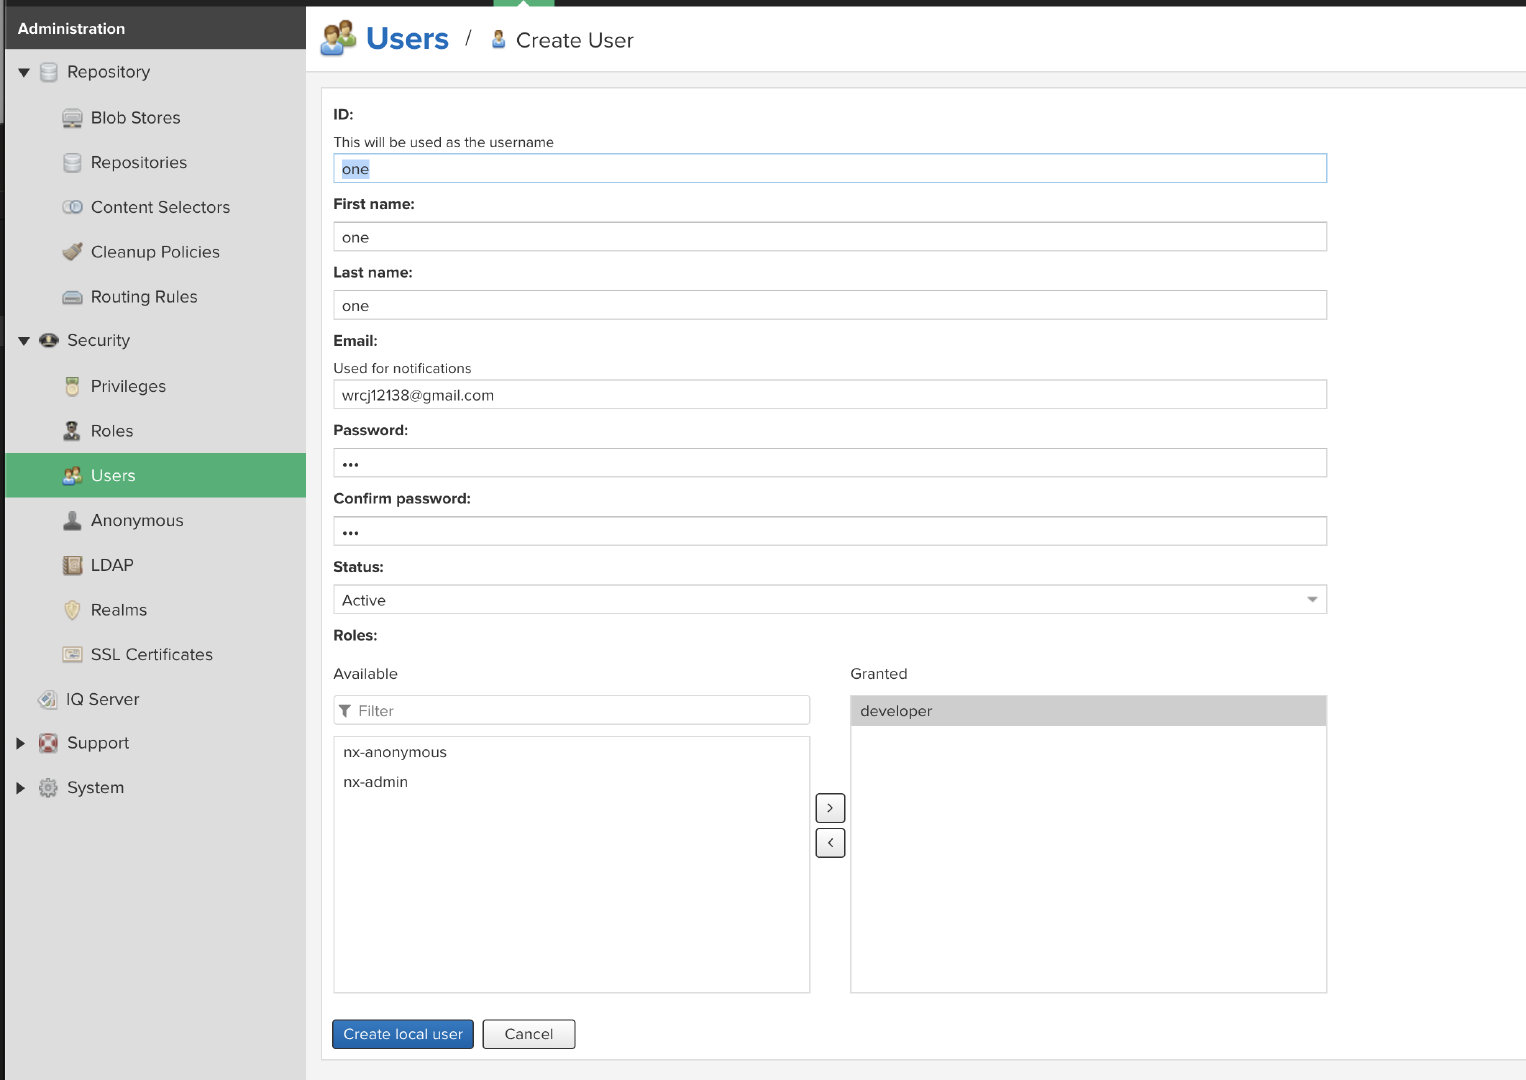 Administration
Repository
Blob Stores
Repositories
Content Selectors
Cleanup Policies
Routing Rules
Security
Privileges
Roles
Users
Anonymous
LDAP
Realms
SSL Certificates
IQ Server
Support
System
Users / Create User
ID:
This will be used as the username
one
First name:
one
Last name:
one
Email:
Used for notifications
wrcj12138@gmail.com
Password:
•••
Confirm password:
•••
Status:
Active
Roles:
Available
Filter
nx-anonymous
nx-admin
>
<
Granted
developer
Create local user
Cancel